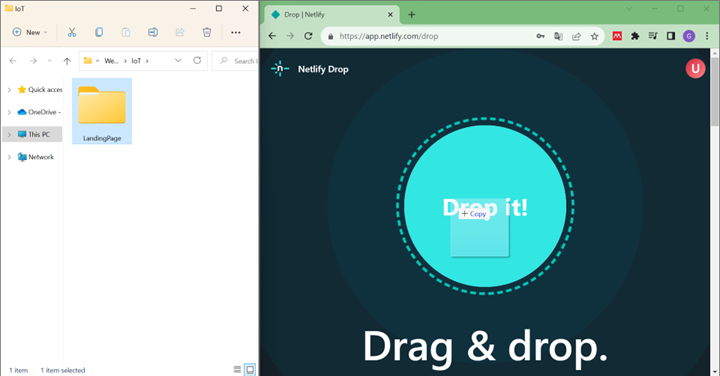 IoT
New
We...
IoT
Search I
Quick acces
OneDrive -
This PC
Network
LandingPage
1 item
1 item selected
Drop | Netlify
https://app.netlify.com/drop
G
Netlify Drop
U
Drop it!
+ Copy
Drag & drop.